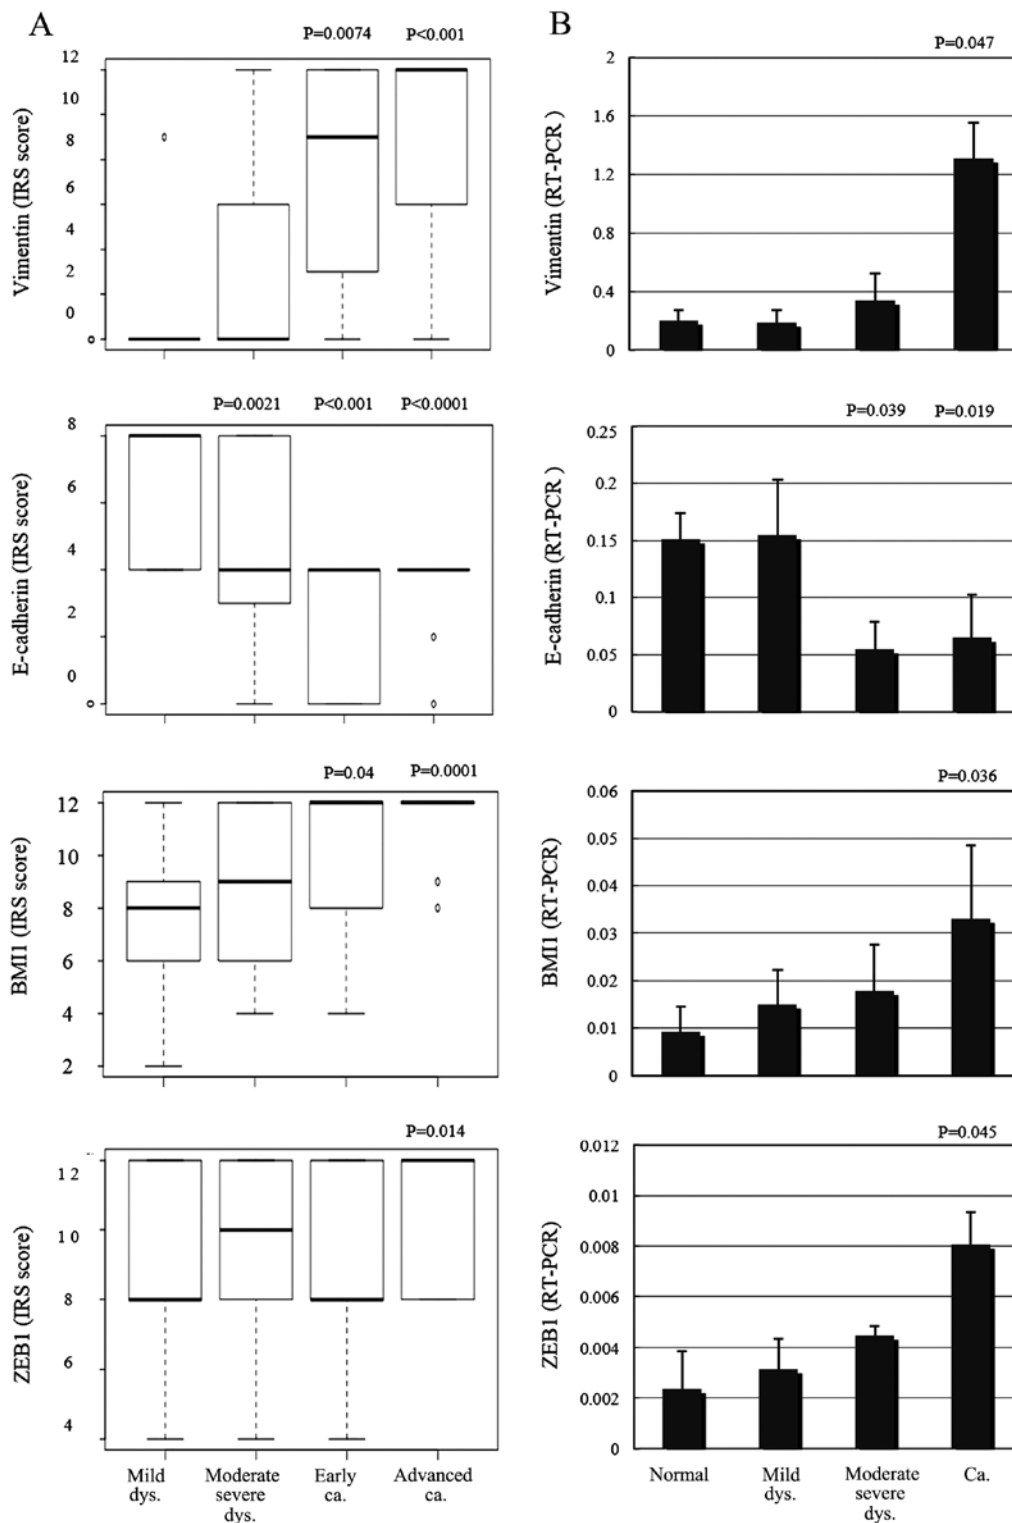 A
P=0.0074 P<0.001
Vimentin (IRS score)
12
10
8
6
4
2
0
P=0.0021 P<0.001 P<0.0001
E-cadherin (IRS score)
8
6
4
2
0
P=0.04 P=0.0001
BMI1 (IRS score)
12
10
8
6
4
2
P=0.014
ZEB1 (IRS score)
12
10
8
6
4
Mild dys.
Moderate severe dys.
Early ca.
Advanced ca.
B
P=0.047
Vimentin (RT-PCR )
2
1.6
1.2
0.8
0.4
0
P=0.039 P=0.019
E-cadherin (RT-PCR )
0.25
0.2
0.15
0.1
0.05
0
P=0.036
BMI1 (RT-PCR)
0.06
0.05
0.04
0.03
0.02
0.01
0
P=0.045
ZEB1 (RT-PCR)
0.012
0.01
0.008
0.006
0.004
0.002
0
Normal
Mild dys.
Moderate severe dys.
Ca.